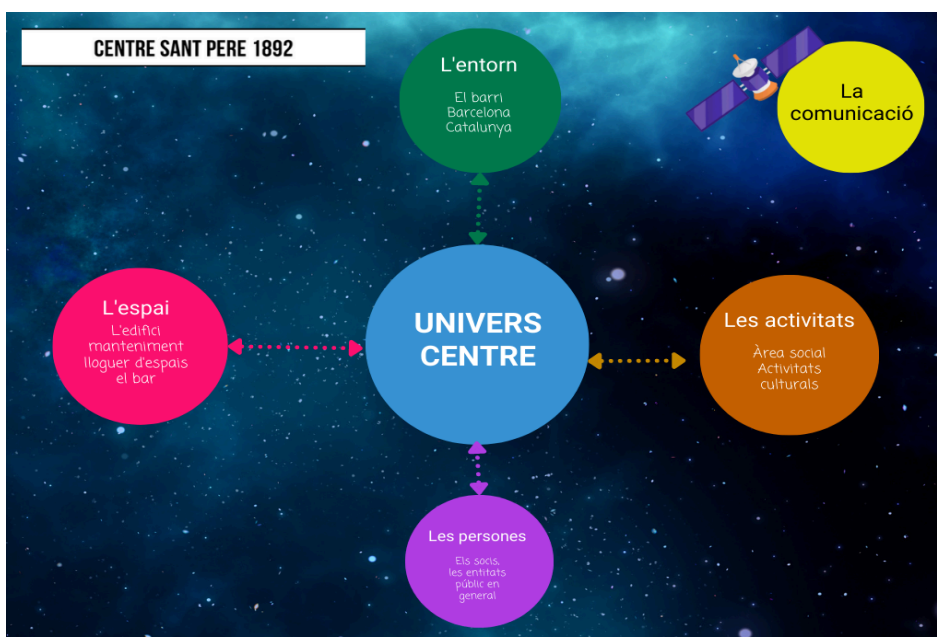 CENTRE SANT PERE 1892
L'entorn
El barri
Barcelona
Catalunya
La
comunicació
L'espai
L'edifici
manteniment
lloguer d'espais
el bar
UNIVERS
CENTRE
Les activitats
Àrea social
Activitats
culturals
Les persones
Els socis,
les entitats
públic en
general